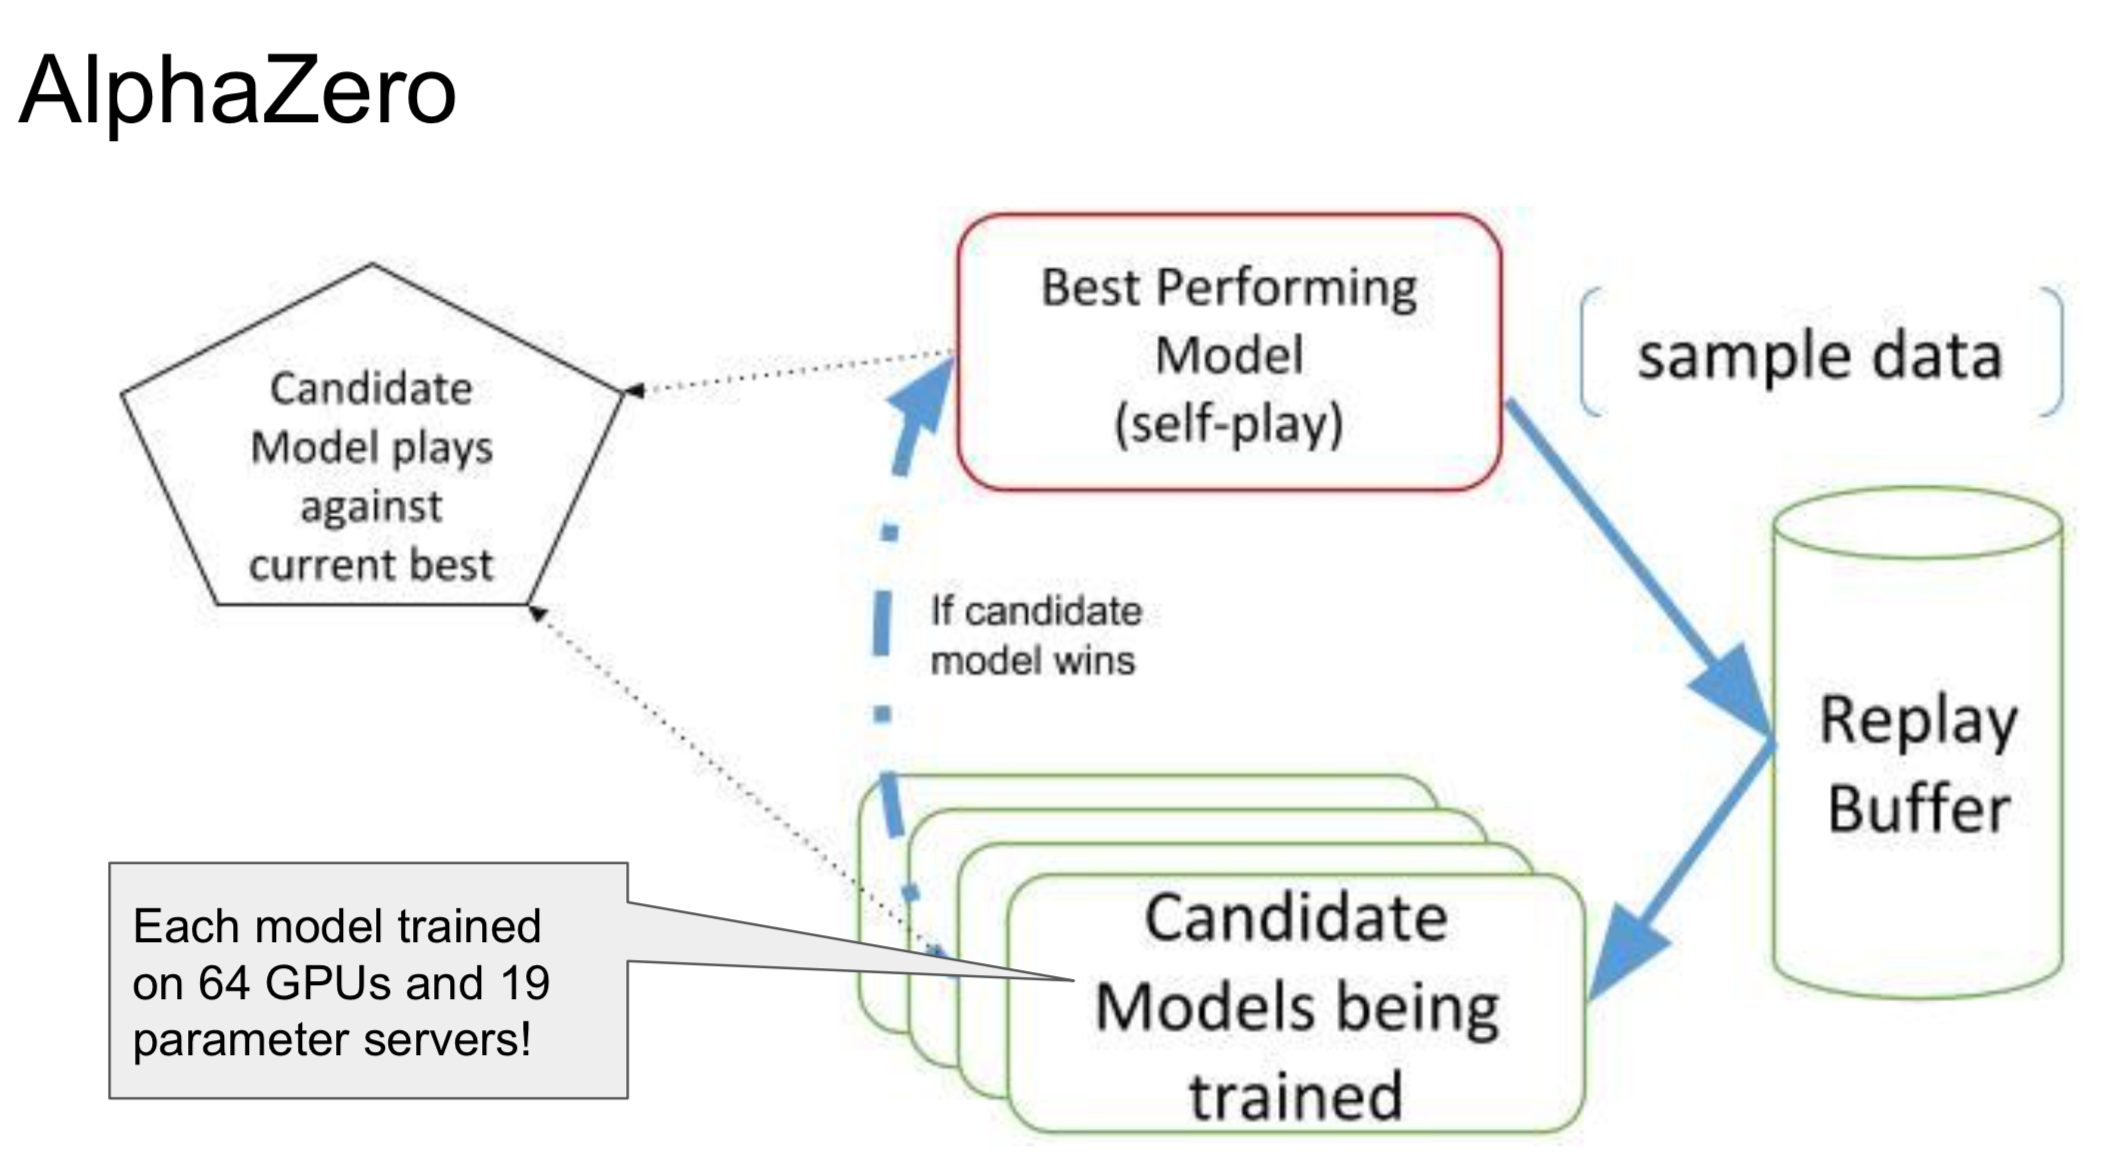 AlphaZero
Candidate
Model plays
against
current best
Best Performing
Model
(self-play)
sample data
If candidate
model wins
Replay
Buffer
Each model trained
on 64 GPUs and 19
parameter servers!
Candidate
Models being
trained